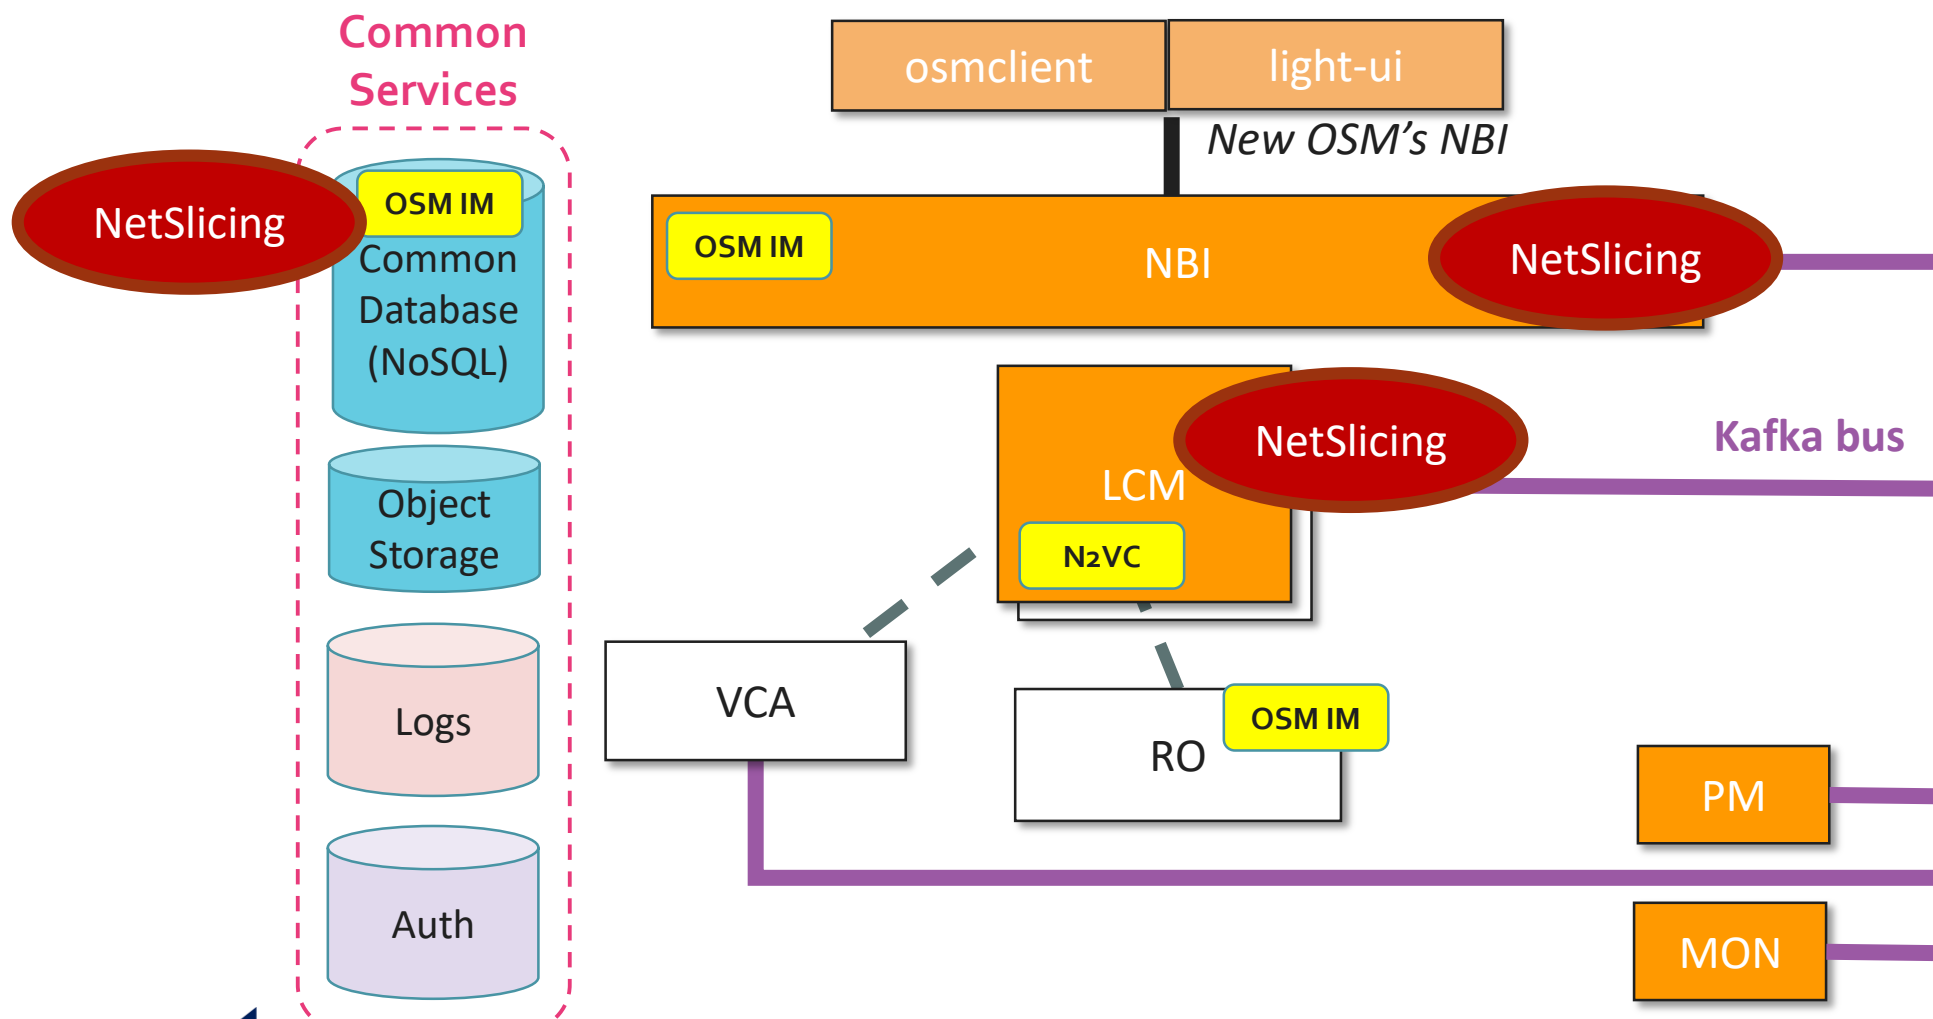 Common
Services
osmclient
light-ui
New OSM's NBI
NetSlicing
OSM IM
Common
Database
(NoSQL)
OSM IM
NBI
NetSlicing
LCM
NetSlicing
Kafka bus
N2VC
Object
Storage
VCA
RO
OSM IM
Logs
PM
Auth
MON